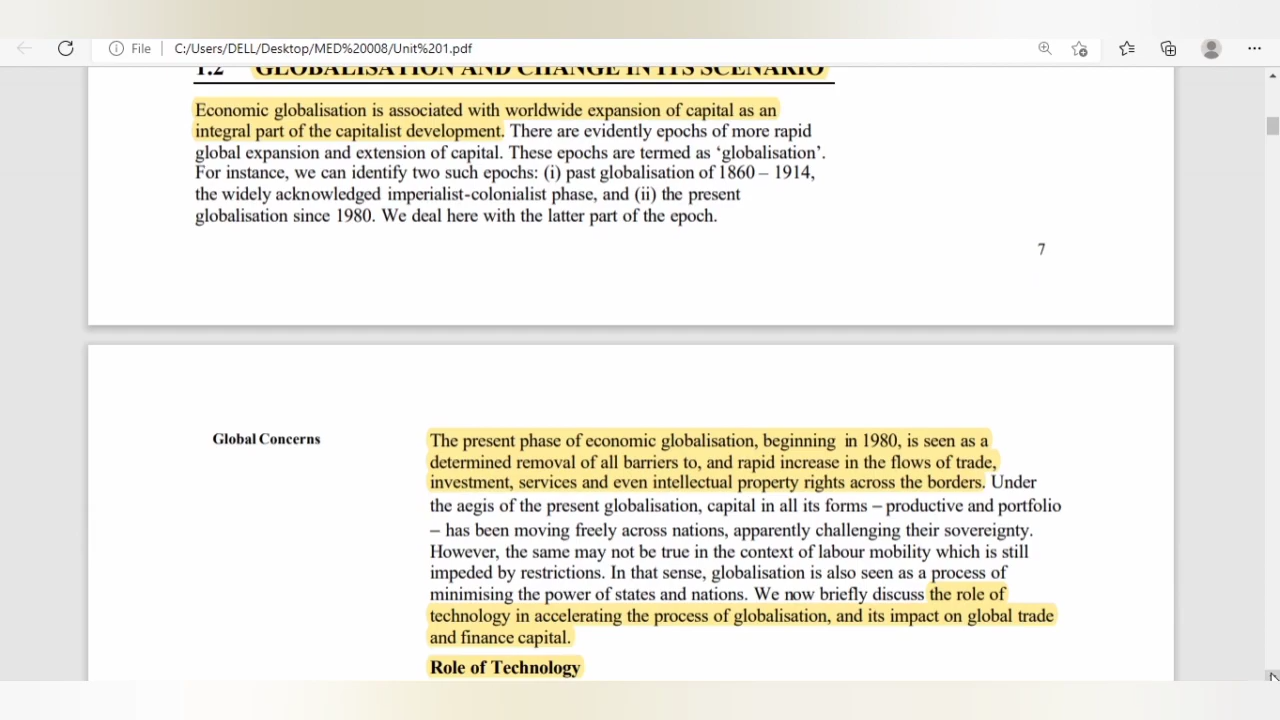 File
C:/Users/DELL/Desktop/MED%20008/Unit%201.pdf
1.2 GLOBALISATION AND CHANGE IN ITS SCENARIO
Economic globalisation is associated with worldwide expansion of capital as an
integral part of the capitalist development. There are evidently epochs of more rapid
global expansion and extension of capital. These epochs are termed as ‘globalisation’.
For instance, we can identify two such epochs: (i) past globalisation of 1860 – 1914,
the widely acknowledged imperialist-colonialist phase, and (ii) the present
globalisation since 1980. We deal here with the latter part of the epoch.
7
Global Concerns
The present phase of economic globalisation, beginning in 1980, is seen as a
determined removal of all barriers to, and rapid increase in the flows of trade,
investment, services and even intellectual property rights across the borders. Under
the aegis of the present globalisation, capital in all its forms – productive and portfolio
– has been moving freely across nations, apparently challenging their sovereignty.
However, the same may not be true in the context of labour mobility which is still
impeded by restrictions. In that sense, globalisation is also seen as a process of
minimising the power of states and nations. We now briefly discuss the role of
technology in accelerating the process of globalisation, and its impact on global trade
and finance capital.
Role of Technology